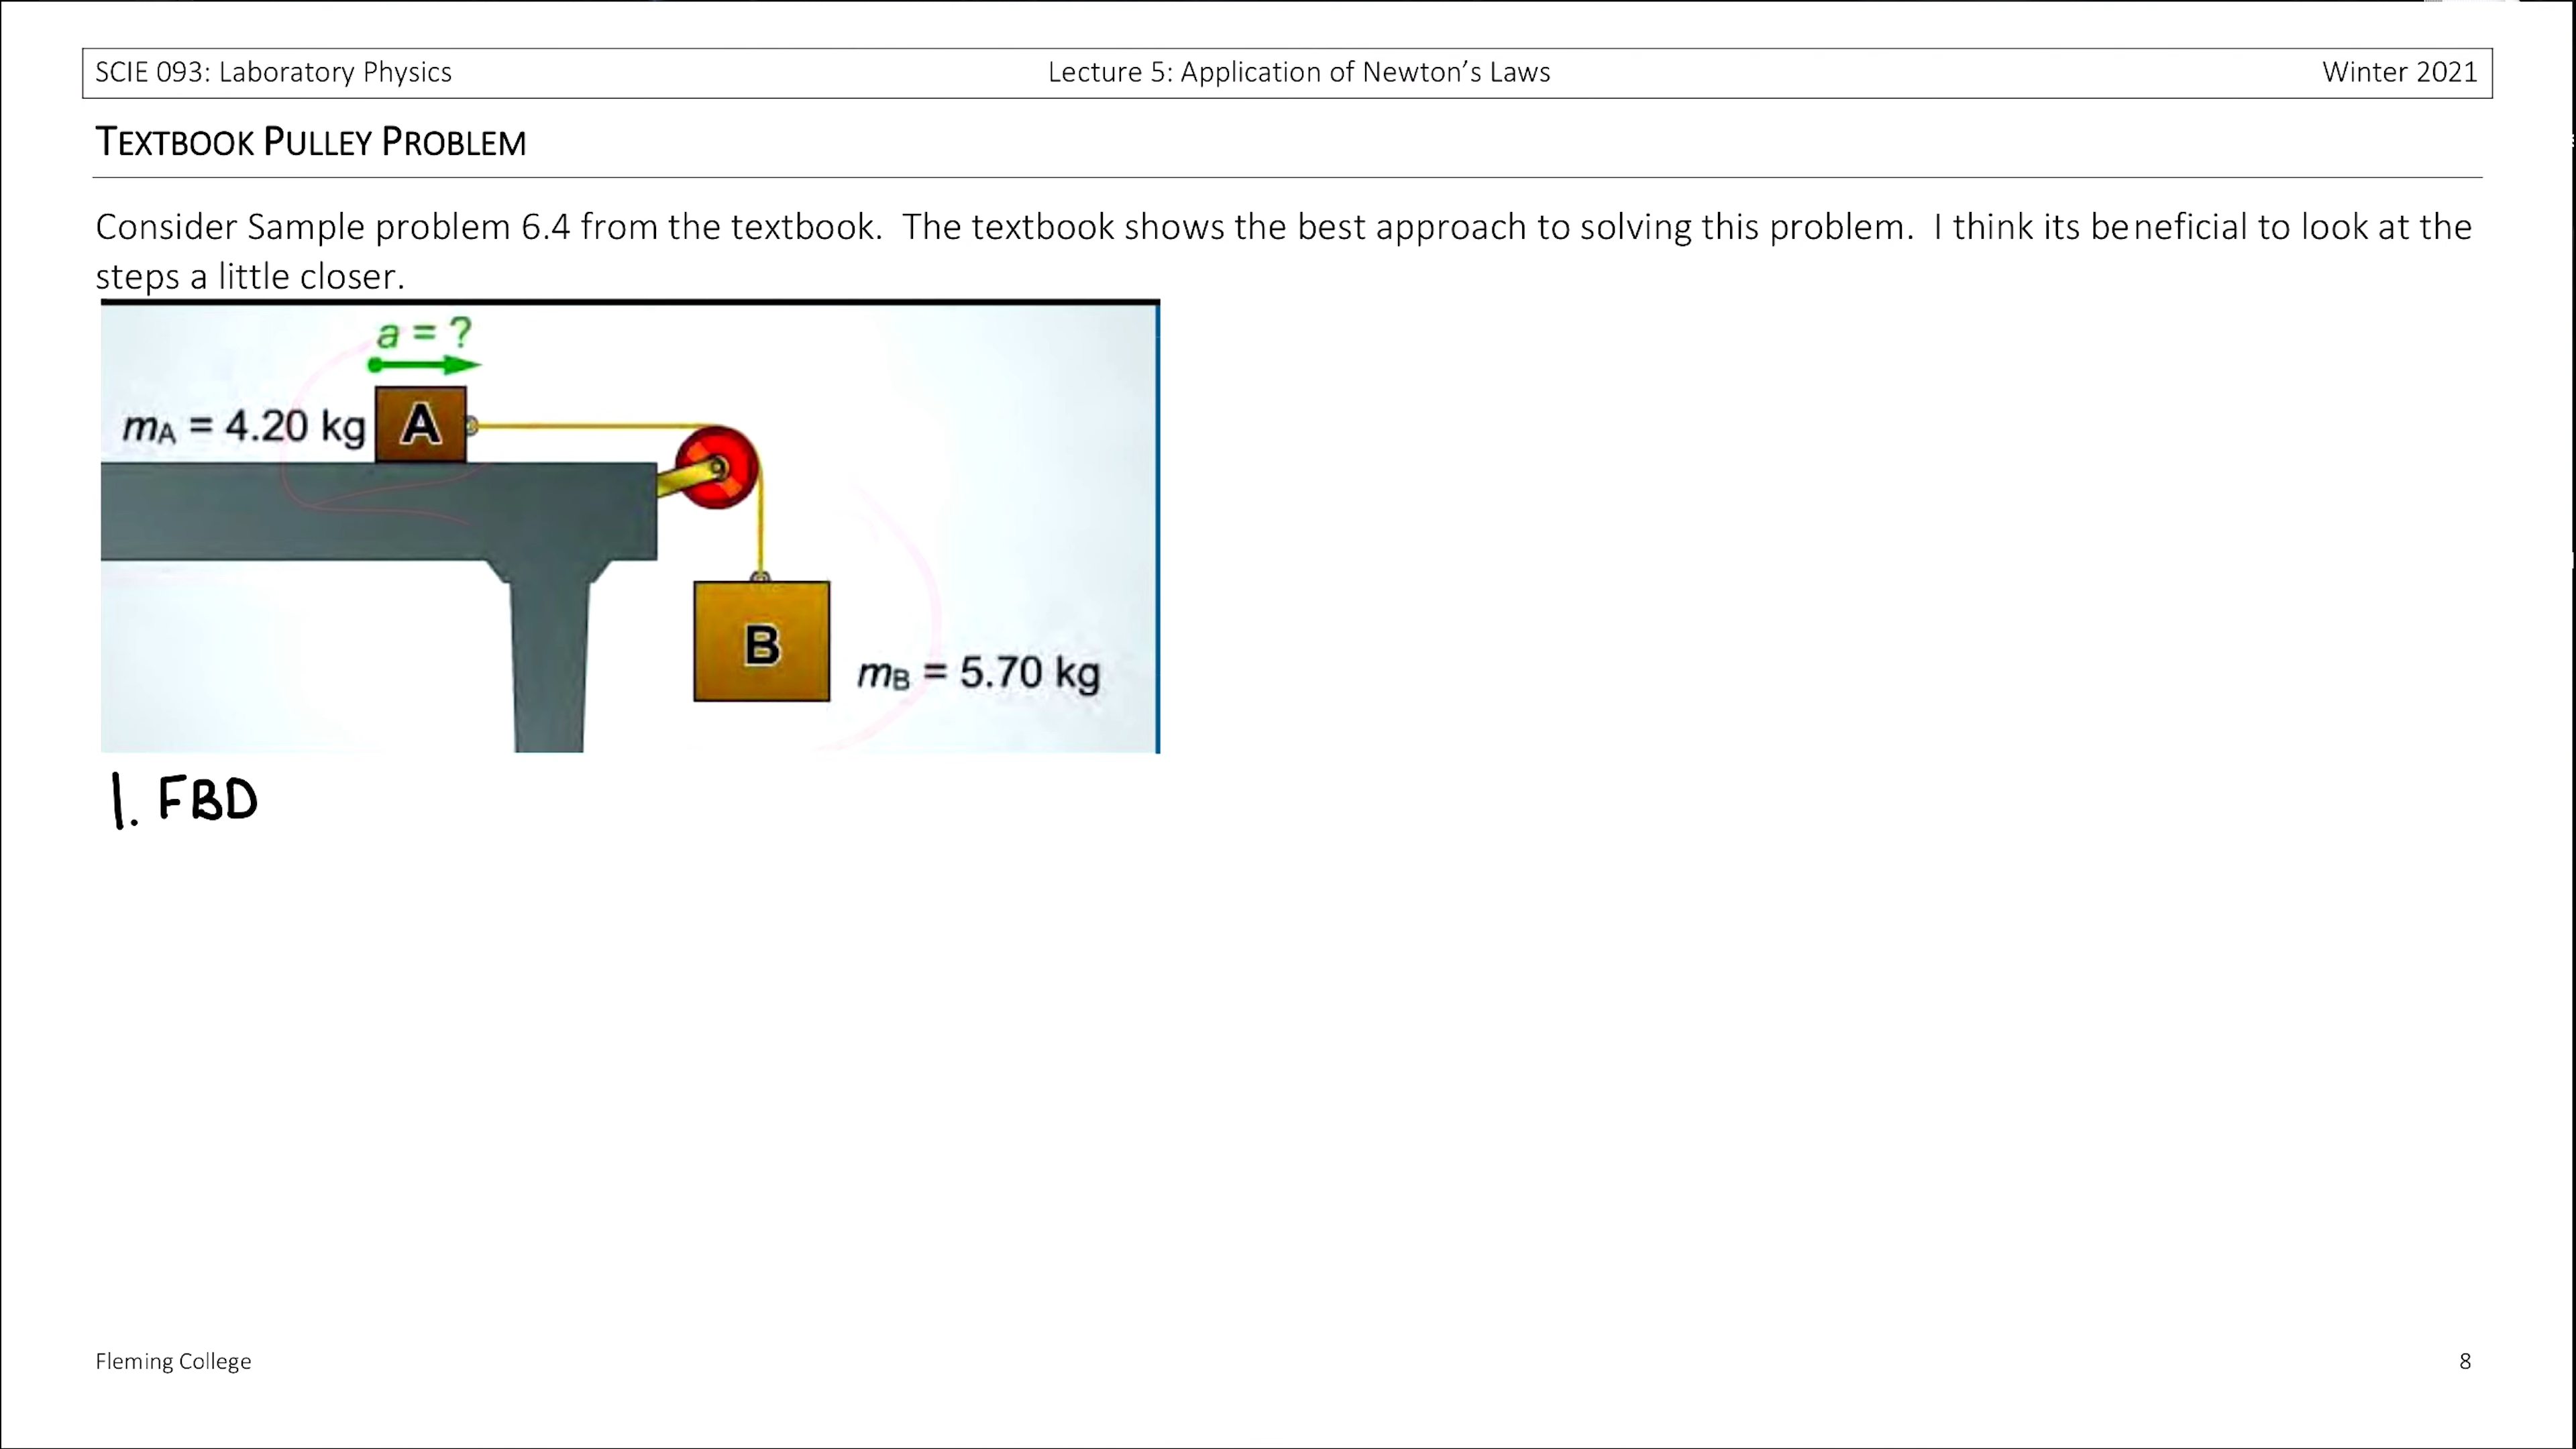 SCIE 093: Laboratory Physics Lecture 5: Application of Newton’s Laws Winter 2021
TEXTBOOK PULLEY PROBLEM
Consider Sample problem 6.4 from the textbook. The textbook shows the best approach to solving this problem. I think its beneficial to look at the
steps a little closer.
a = ?
mA = 4.20 kg
A
B
mB = 5.70 kg
1. FBD
Fleming College 8